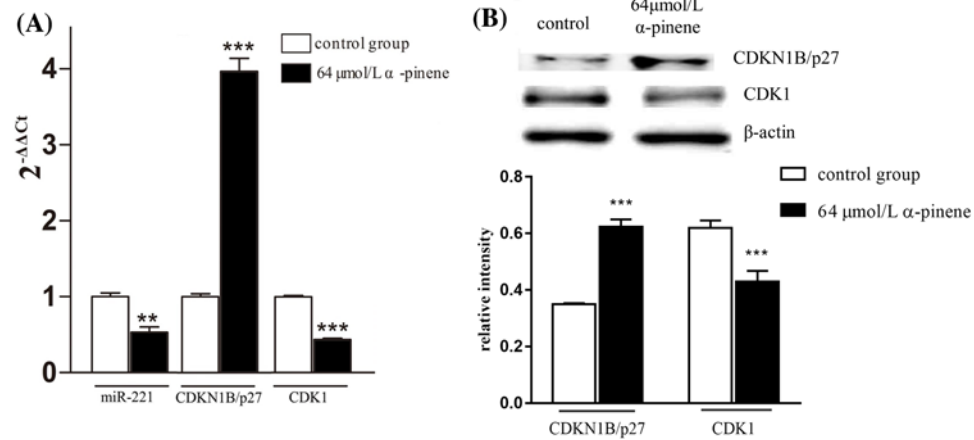 (A)
control group
64 μmol/L α -pinene
2-ΔΔCt
4
3
2
1
0
***
**
***
miR-221
CDKN1B/p27
CDK1
(B)
control
64μmol/L
α-pinene
CDKN1B/p27
CDK1
β-actin
control group
64 μmol/L α-pinene
relative intensity
0.8
0.6
0.4
0.2
0.0
***
***
CDKN1B/p27
CDK1